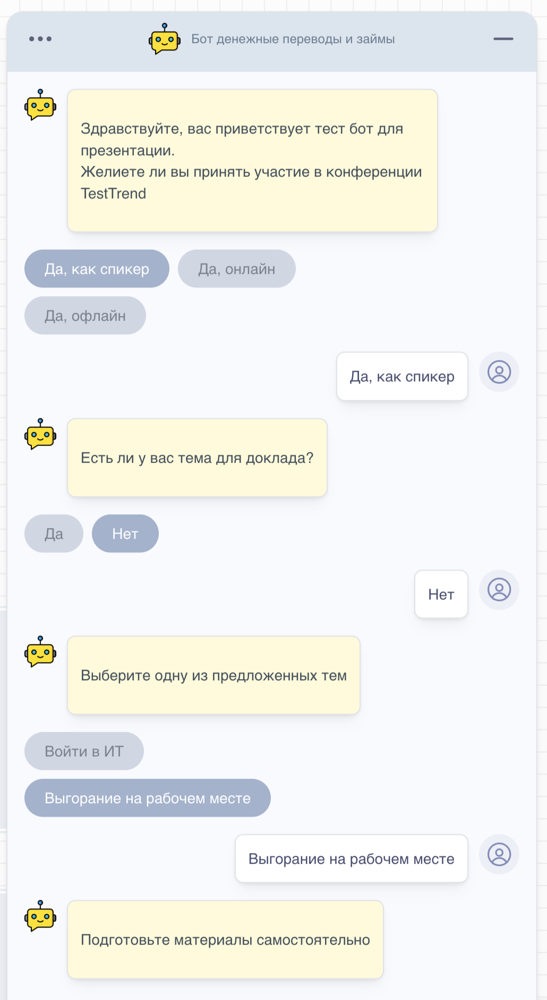 Бот денежные переводы и займы
Здравствуйте, вас приветствует тест бот для
презентации.
Желиете ли вы принять участие в конференции
TestTrend
Да, как спикер
Да, онлайн
Да, офлайн
Да, как спикер
Есть ли у вас тема для доклада?
Да
Нет
Нет
Выберите одну из предложенных тем
Войти в ИТ
Выгорание на рабочем месте
Выгорание на рабочем месте
Подготовьте материалы самостоятельно